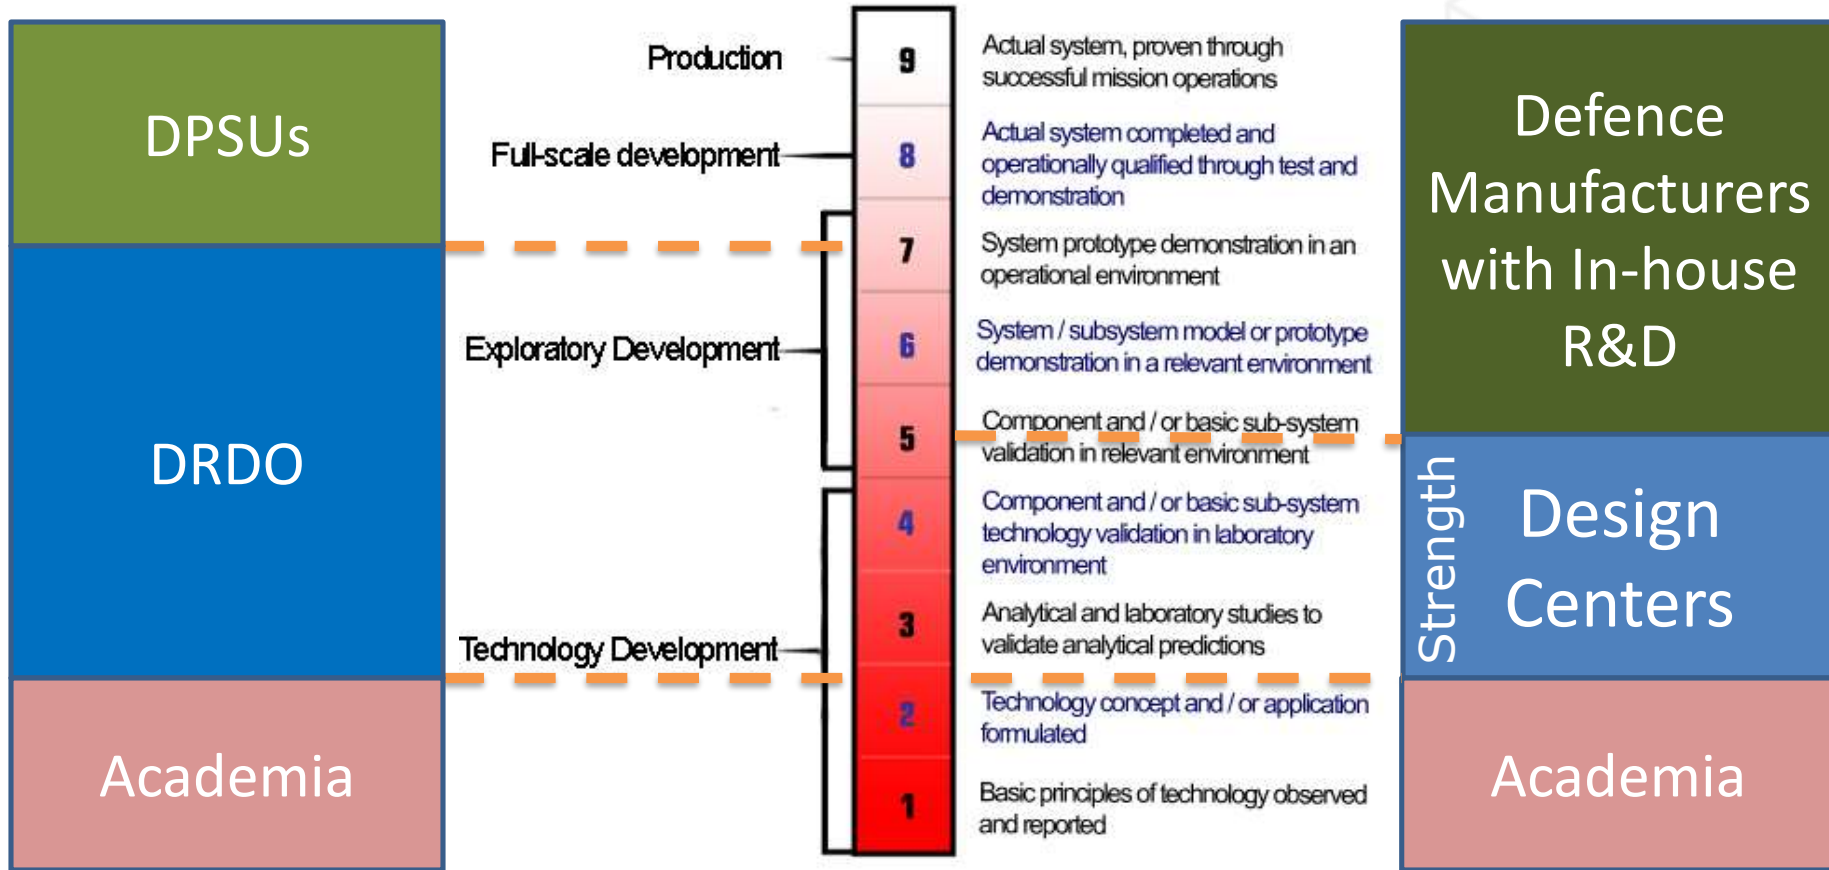 DPSUs
DRDO
Academia
Production
Full-scale development
Exploratory Development
Technology Development
9
8
7
6
5
4
3
2
1
Actual system, proven through
successful mission operations
Actual system completed and
operationally qualified through test and
demonstration
System prototype demonstration in an
operational environment
System / subsystem model or prototype
demonstration in a relevant environment
Component and / or basic sub-system
validation in relevant environment
Component and / or basic sub-system
technology validation in laboratory
environment
Analytical and laboratory studies to
validate analytical predictions
Technology concept and / or application
formulated
Basic principles of technology observed
and reported
Defence
Manufacturers
with In-house
R&D
Strength
Design
Centers
Academia